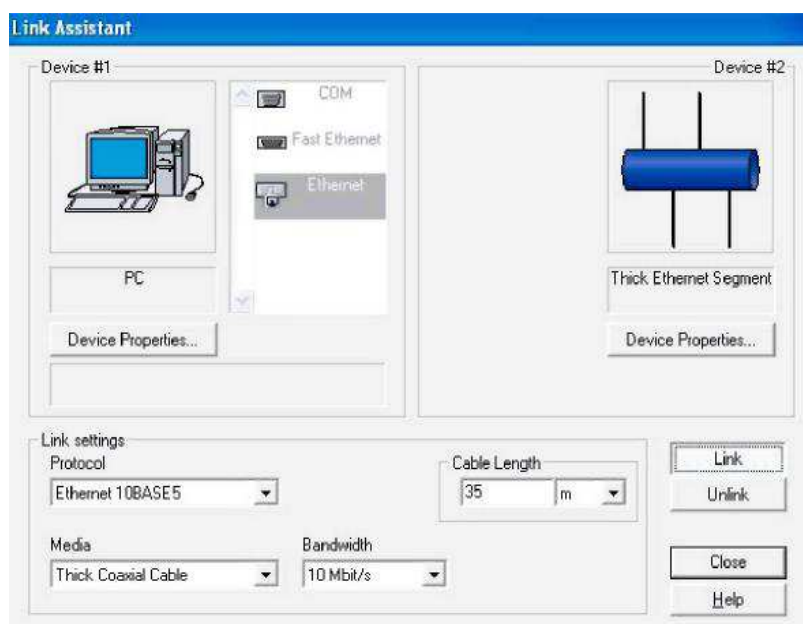 Link Assistant
Device #1
Device #2
COM
Fast Ethernet
Ethernet
PC
Thick Ethernet Segment
Device Properties...
Device Properties...
Link settings
Protocol
Cable Length
Link
Ethernet 10BASE5
35
m
Unlink
Media
Bandwidth
Thick Coaxial Cable
10 Mbit/s
Close
Help